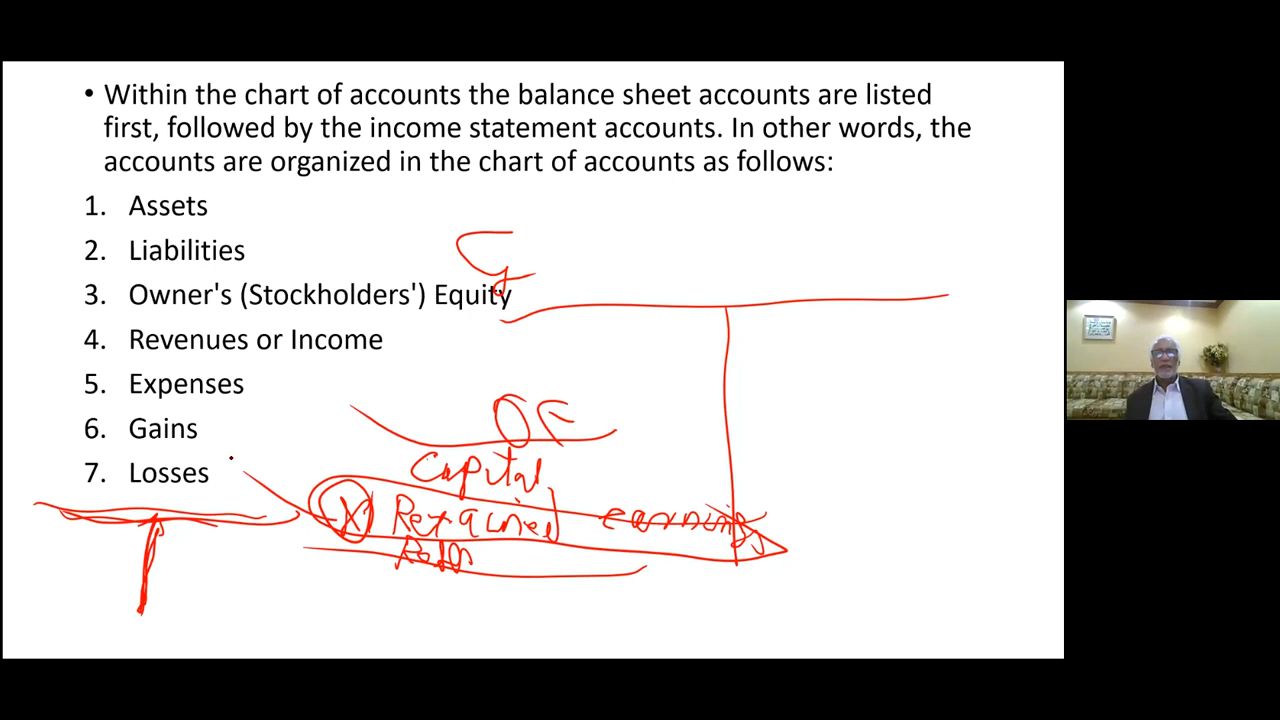 • Within the chart of accounts the balance sheet accounts are listed
first, followed by the income statement accounts. In other words, the
accounts are organized in the chart of accounts as follows:
1. Assets
2. Liabilities
3. Owner's (Stockholders') Equity
4. Revenues or Income
5. Expenses
6. Gains
7. Losses
OE
Capital
Retained earnings